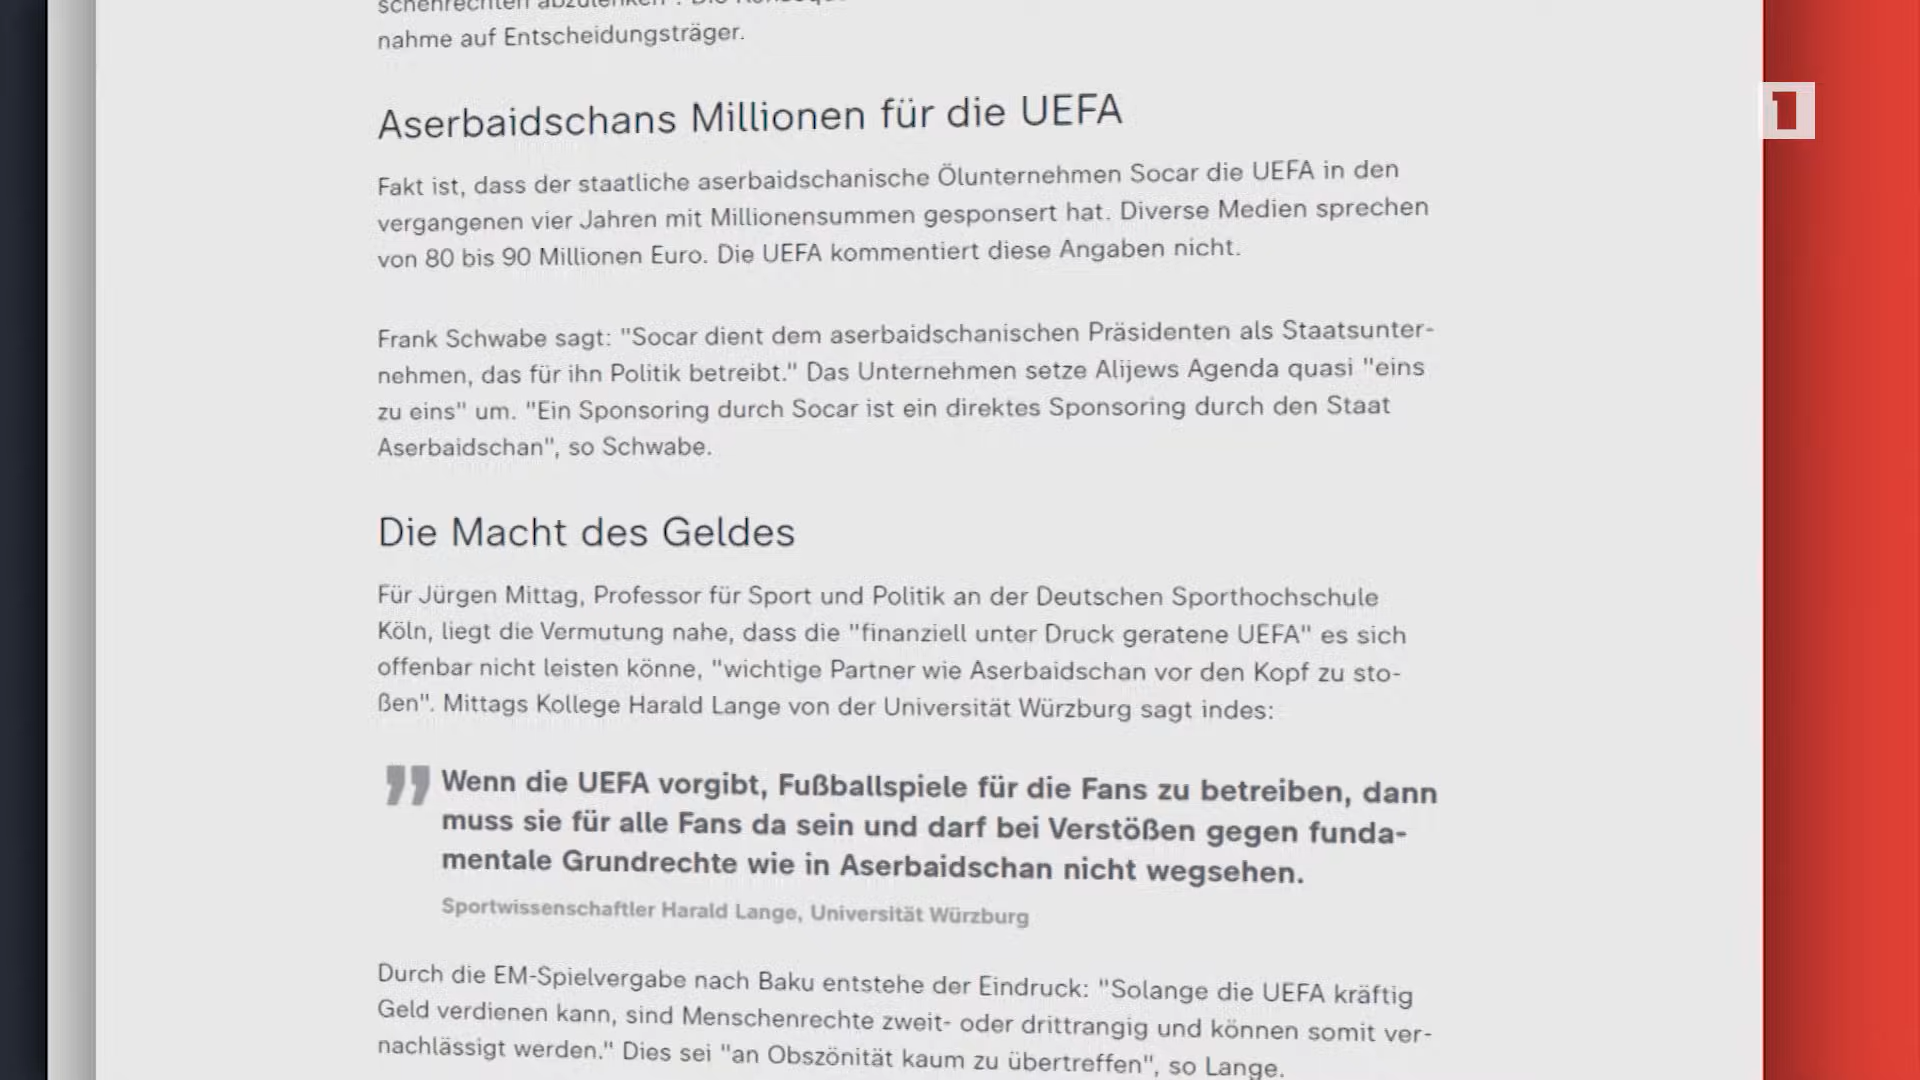 nahme auf Entscheidungsträger.
Aserbaidschans Millionen für die UEFA
Fakt ist, dass der staatliche aserbaidschanische Ölunternehmen Socar die UEFA in den
vergangenen vier Jahren mit Millionensummen gesponsert hat. Diverse Medien sprechen
von 80 bis 90 Millionen Euro. Die UEFA kommentiert diese Angaben nicht.
Frank Schwabe sagt: "Socar dient dem aserbaidschanischen Präsidenten als Staatsunter-
nehmen, das für ihn Politik betreibt." Das Unternehmen setze Alijews Agenda quasi "eins
zu eins" um. "Ein Sponsoring durch Socar ist ein direktes Sponsoring durch den Staat
Aserbaidschan", so Schwabe.
Die Macht des Geldes
Für Jürgen Mittag, Professor für Sport und Politik an der Deutschen Sporthochschule
Köln, liegt die Vermutung nahe, dass die "finanziell unter Druck geratene UEFA" es sich
offenbar nicht leisten könne, "wichtige Partner wie Aserbaidschan vor den Kopf zu sto-
ßen". Mittags Kollege Harald Lange von der Universität Würzburg sagt indes:
" Wenn die UEFA vorgibt, Fußballspiele für die Fans zu betreiben, dann
muss sie für alle Fans da sein und darf bei Verstößen gegen funda-
mentale Grundrechte wie in Aserbaidschan nicht wegsehen.
Sportwissenschaftler Harald Lange, Universität Würzburg
Durch die EM-Spielvergabe nach Baku entstehe der Eindruck: "Solange die UEFA kräftig
Geld verdienen kann, sind Menschenrechte zweit- oder drittrangig und können somit ver-
nachlässigt werden." Dies sei "an Obszönität kaum zu übertreffen", so Lange.
1